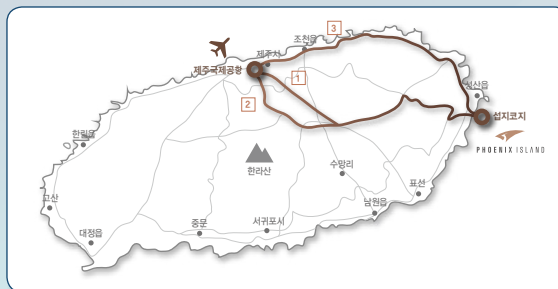 조천읍
3
제주시
제주국제공항
1
2
성산읍
섭지코지
PHOENIX ISLAND
한림읍
한라산
수망리
표선
고산
남원읍
대정읍
중문
서귀포시